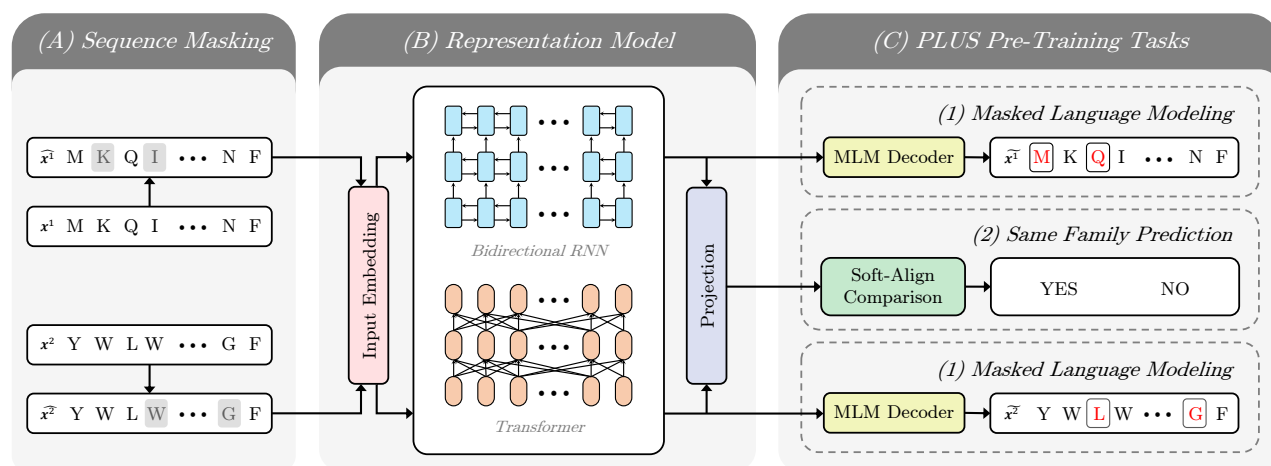 (A) Sequence Masking
x̂¹ M K Q I ••• N F
x¹ M K Q I ••• N F
x² Y W L W ••• G F
x̂² Y W L W ••• G F
(B) Representation Model
Input Embedding
Bidirectional RNN
Transformer
Projection
(C) PLUS Pre-Training Tasks
(1) Masked Language Modeling
MLM Decoder
x̃¹ M K Q I ••• N F
(2) Same Family Prediction
Soft-Align
Comparison
YES NO
(1) Masked Language Modeling
MLM Decoder
x̃² Y W L W ••• G F